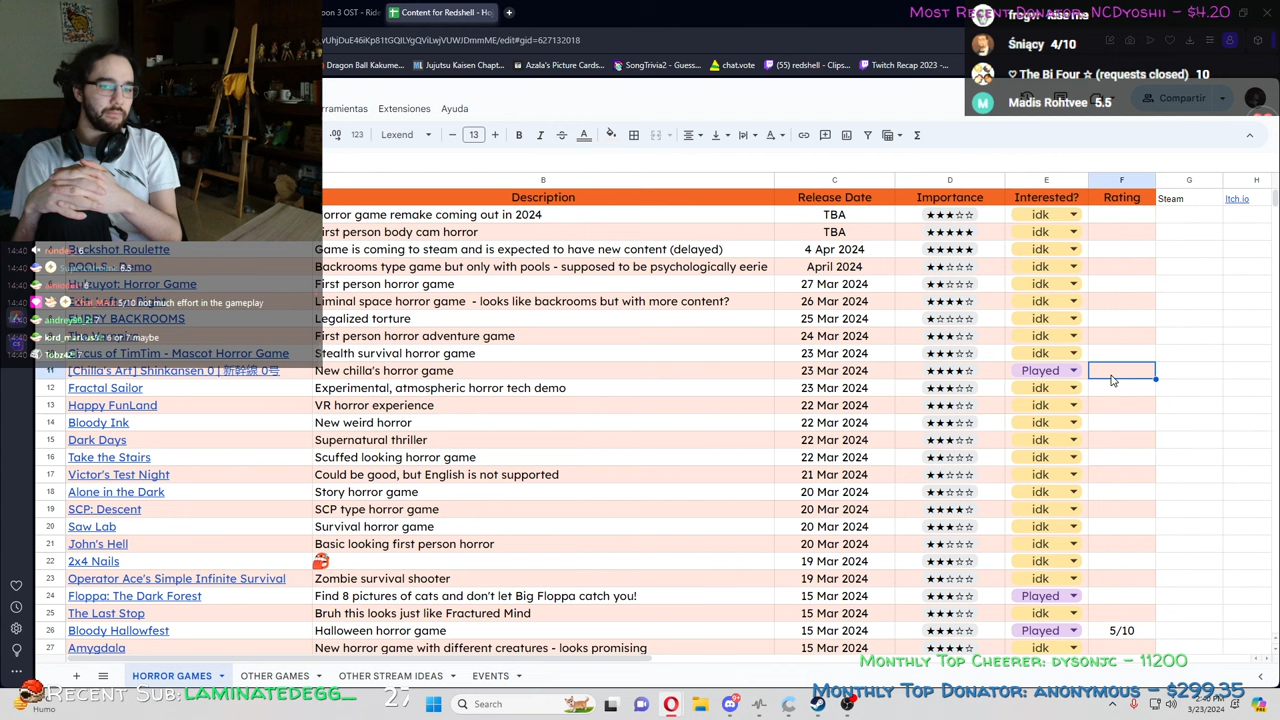 oon 3 OST - Ride
Content for Redshell - Ho
MOST RECENT DONATOR: NCDYOSHII - $4.20
vUhjDuE46iKp81tGQILYgQViLwjVUWJDmmME/edit#gid=627132018
Śniący 4/10
♡ The Bi Four ☆ (requests closed) 10
Madis Rohtvee 5.5
Dragon Ball Kakume...
Jujutsu Kaisen Chap...
Azala's Picture Cards...
SongTrivia2 - Guess...
chat.vote
redshell - Clips...
Twitch Recap 2023 -...
rramientas Extensiones Ayuda
Compartir
.00 123 Lexend 13
B C D E F G H
Description Release Date Importance Interested? Rating Steam Itch.io
orror game remake coming out in 2024 TBA ★★★☆☆ idk
irst person body cam horror TBA ★★★★★ idk
Buckshot Roulette Game is coming to steam and is expected to have new content (delayed) 4 Apr 2024 ★★★★★ idk
Backrooms type game but only with pools - supposed to be psychologically eerie April 2024 ★★☆☆☆ idk
First person horror game 27 Mar 2024 ★★☆☆☆ idk
Liminal space horror game - looks like backrooms but with more content? 26 Mar 2024 ★★★★☆ idk
5/10 not much effort in the gameplay
BACKROOMS Legalized torture 25 Mar 2024 ★☆☆☆☆ idk
First person horror adventure game 24 Mar 2024 ★★★☆☆ idk
maybe
Circus of TimTim - Mascot Horror Game Stealth survival horror game 23 Mar 2024 ★★★☆☆ idk
11 [Chilla's Art] Shinkansen 0 | 新幹線 0号 New chilla's horror game 23 Mar 2024 ★★★★☆ Played
12 Fractal Sailor Experimental, atmospheric horror tech demo 22 Mar 2024 ★★★☆☆ idk
13 Happy FunLand VR horror experience 22 Mar 2024 ★★★☆☆ idk
14 Bloody Ink New weird horror 22 Mar 2024 ★★★☆☆ idk
15 Dark Days Supernatural thriller 22 Mar 2024 ★★★☆☆ idk
16 Take the Stairs Scuffed looking horror game 22 Mar 2024 ★★☆☆☆ idk
17 Victor's Test Night Could be good, but English is not supported 21 Mar 2024 ★★☆☆☆ idk
18 Alone in the Dark Story horror game 20 Mar 2024 ★★☆☆☆ idk
19 SCP: Descent SCP type horror game 20 Mar 2024 ★★★★☆ idk
20 Saw Lab Survival horror game 20 Mar 2024 ★★☆☆☆ idk
21 John's Hell Basic looking first person horror 20 Mar 2024 ★★☆☆☆ idk
22 2x4 Nails 19 Mar 2024 ★★★☆☆ idk
23 Operator Ace's Simple Infinite Survival Zombie survival shooter 19 Mar 2024 ★★☆☆☆ idk
24 Floppa: The Dark Forest Find 8 pictures of cats and don't let Big Floppa catch you! 15 Mar 2024 ★★★☆☆ Played
25 The Last Stop Bruh this looks just like Fractured Mind 15 Mar 2024 ★★★☆☆ idk
26 Bloody Hallowfest Halloween horror game 15 Mar 2024 ★★★☆☆ Played 5/10
27 Amygdala New horror game with different creatures - looks promising 15 Mar 2024 ★★★★☆ idk
MONTHLY TOP CHEERER: DYSONJC - 11200
HORROR GAMES OTHER GAMES OTHER STREAM IDEAS EVENTS
RECENT SUB: LAMINATEDEGG_ 27
MONTHLY TOP DONATOR: ANONYMOUS - $299.35
Humo
Search
3/23/2024